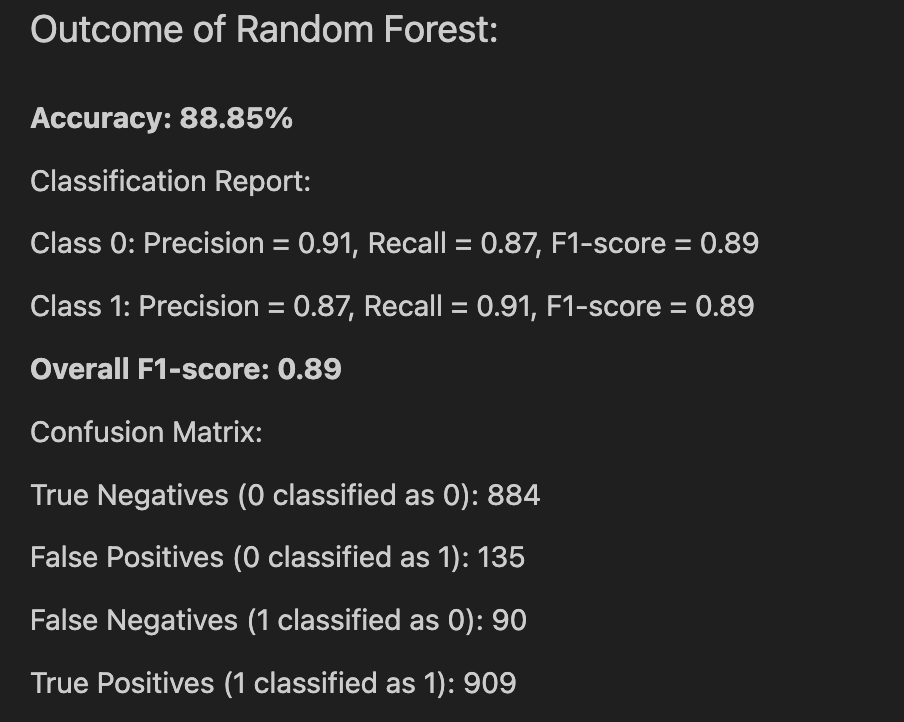 Outcome of Random Forest:
Accuracy: 88.85%
Classification Report:
Class 0: Precision = 0.91, Recall = 0.87, F1-score = 0.89
Class 1: Precision = 0.87, Recall = 0.91, F1-score = 0.89
Overall F1-score: 0.89
Confusion Matrix:
True Negatives (0 classified as 0): 884
False Positives (0 classified as 1): 135
False Negatives (1 classified as 0): 90
True Positives (1 classified as 1): 909